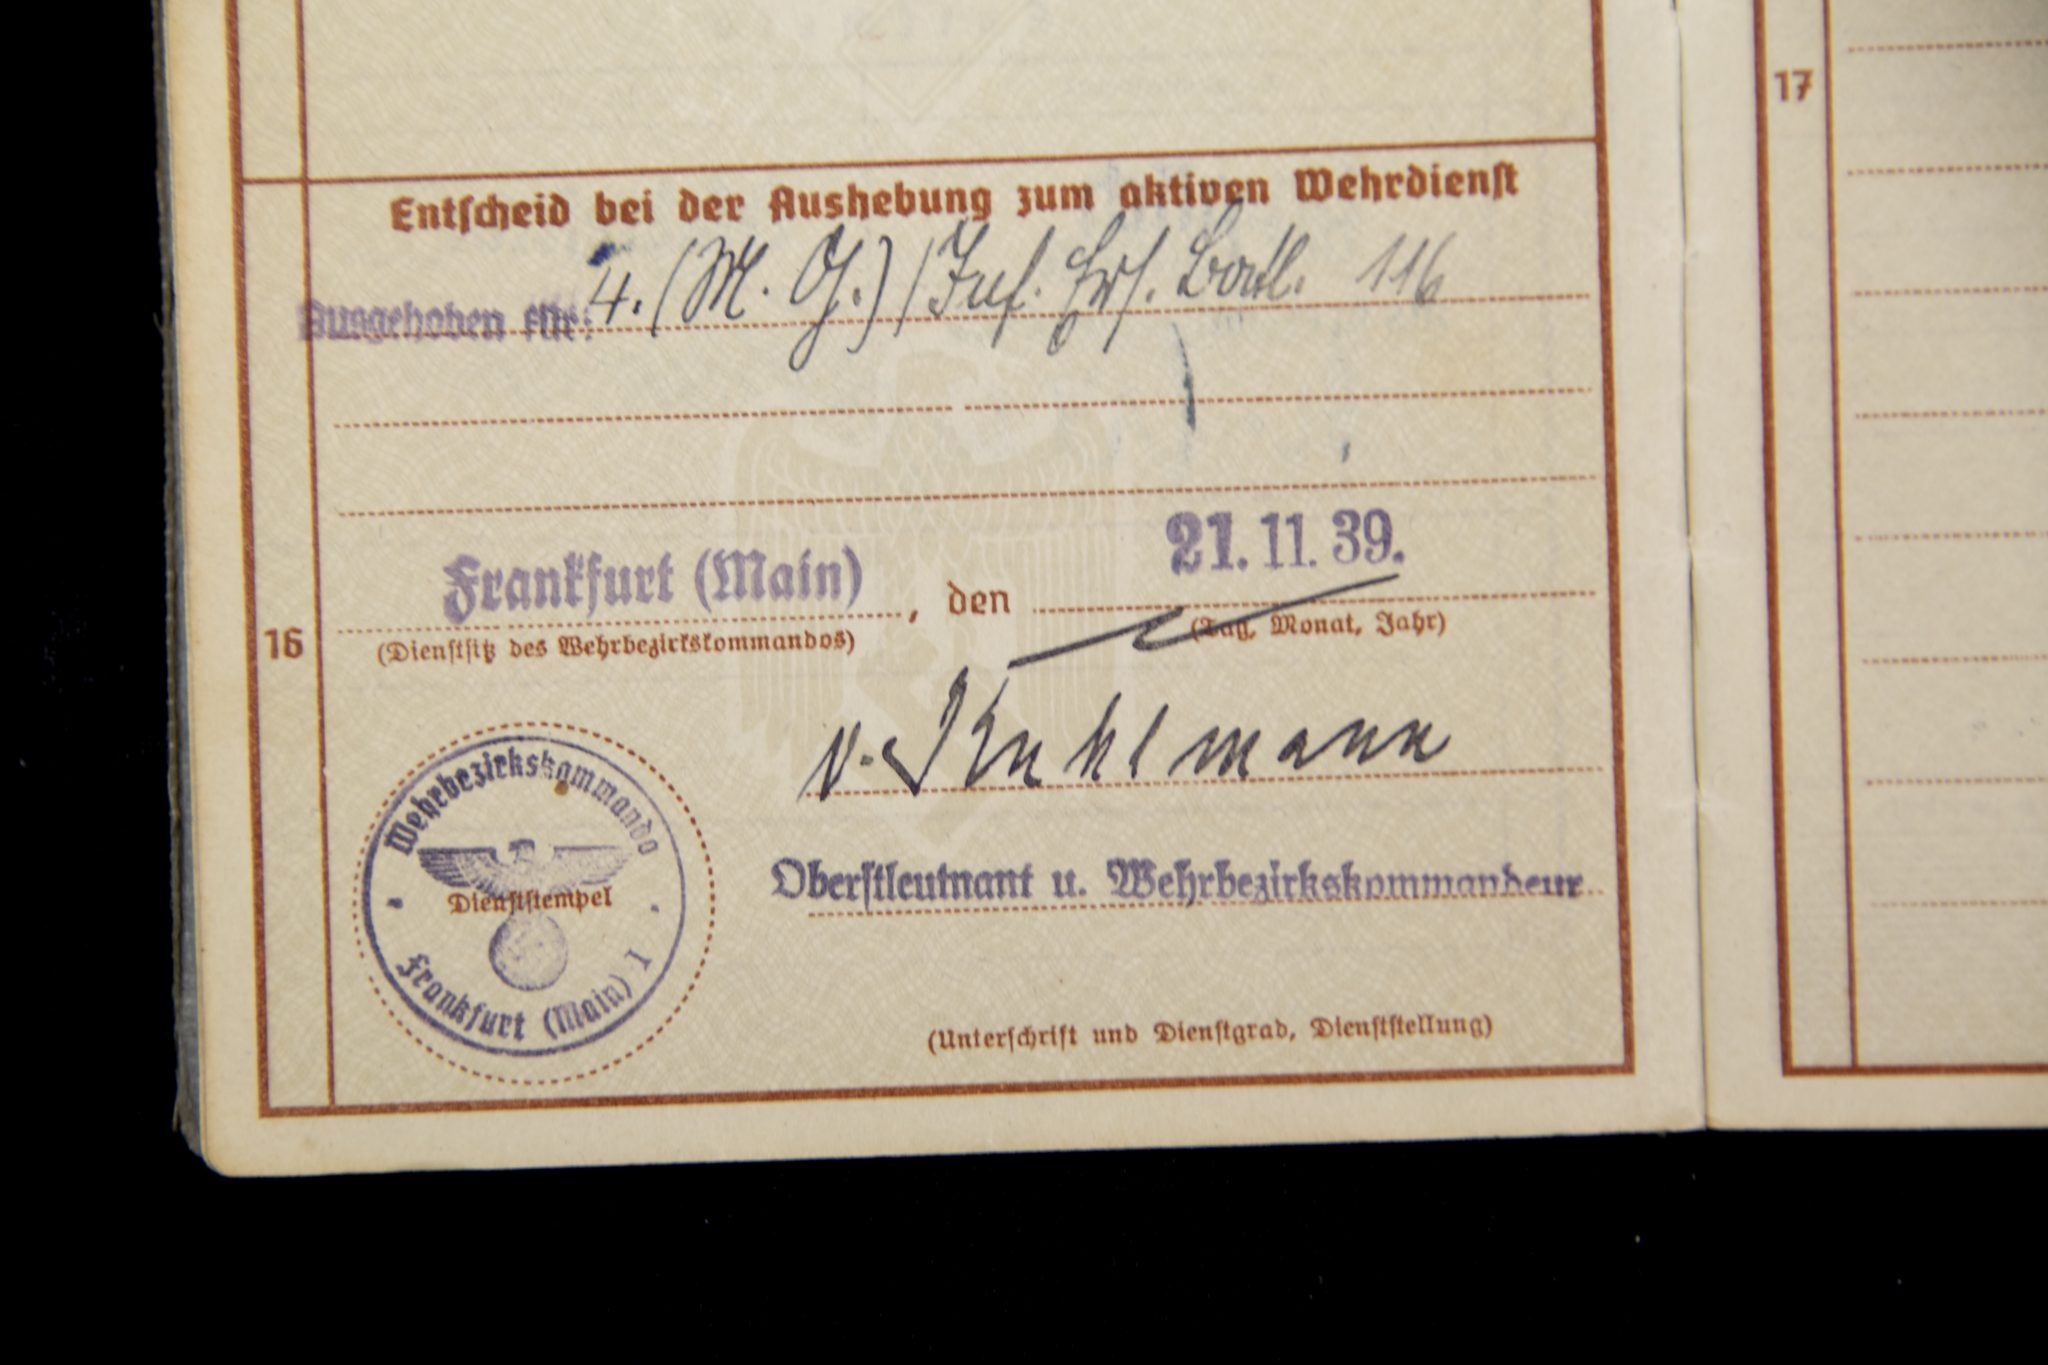 Entscheid bei der Aushebung zum aktiven Wehrdienst
Ausgehoben für: 4. (M. G.) / Inf. Ers. Batl. 116
Frankfurt (Main), den 21. 11. 39.
(Dienstsitz des Wehrbezirkskommandos) (Tag, Monat, Jahr)
16
v. Kuhlmann
Wehrbezirkskommando
Dienststempel
Frankfurt (Main) I
Oberstleutnant u. Wehrbezirkskommandeur
(Unterschrift und Dienstgrad, Dienststellung)
17